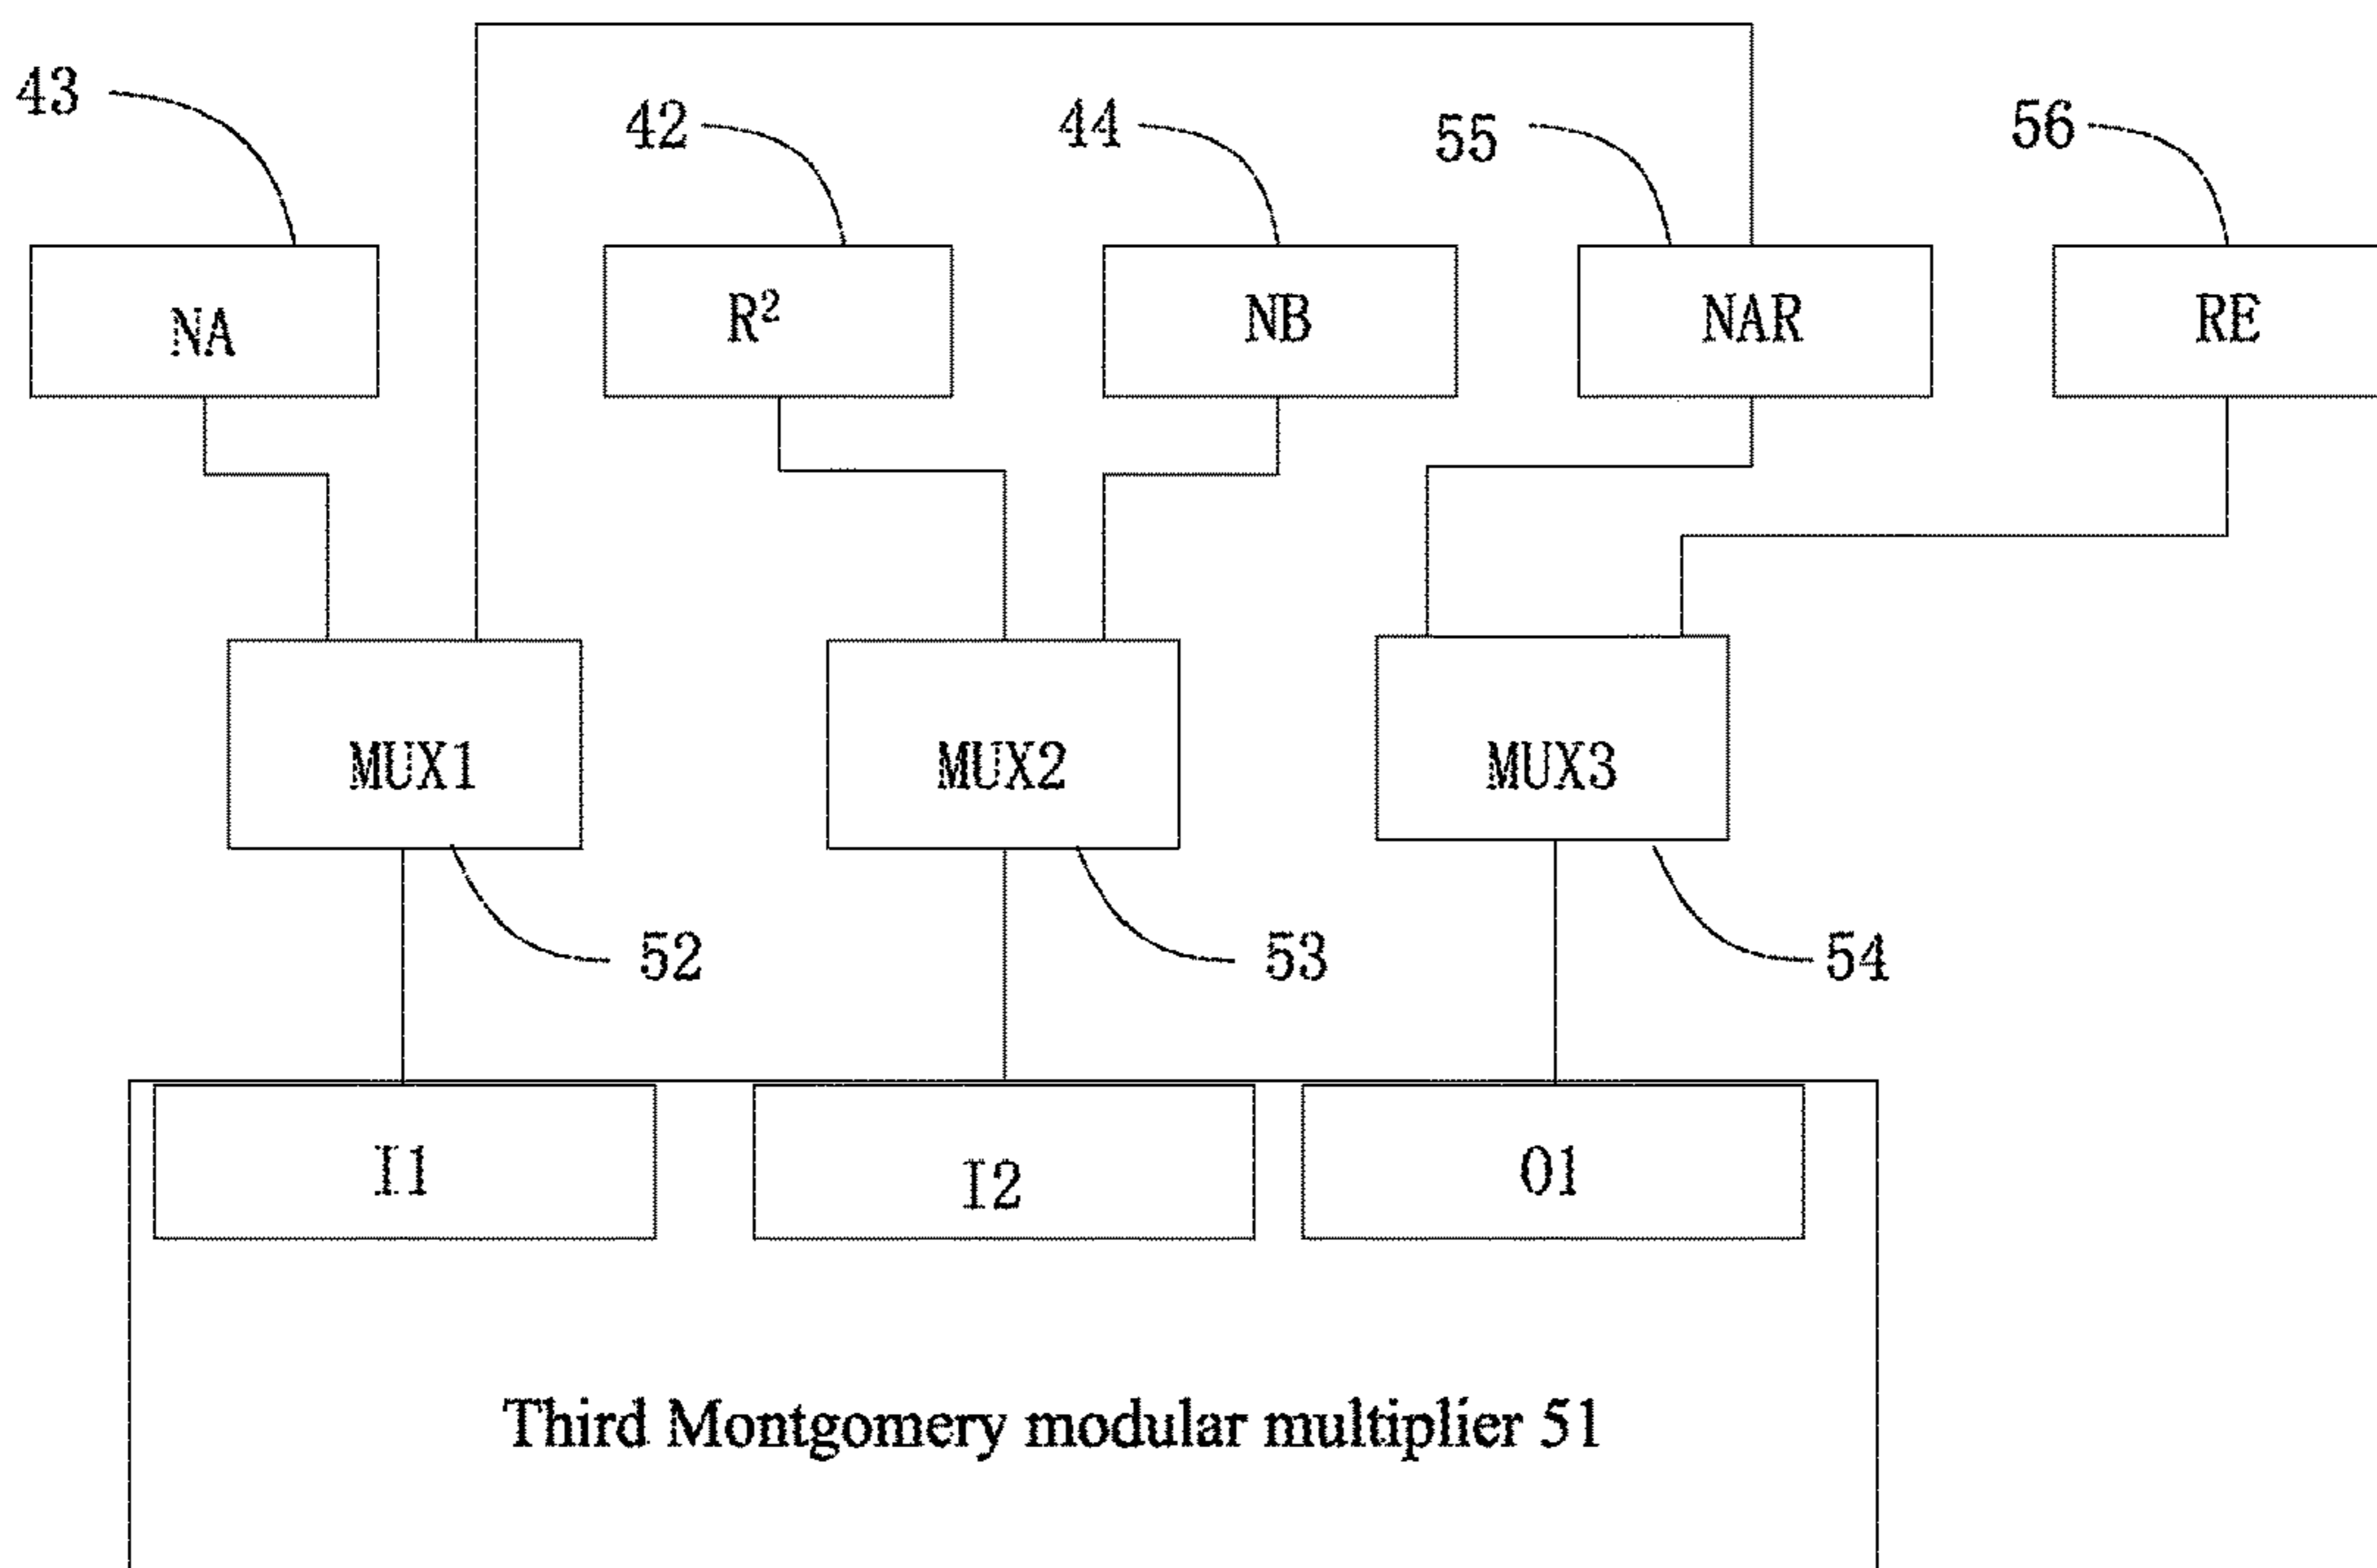 43
42
44
55
56
NA
R²
NB
NAR
RE
MUX1
MUX2
MUX3
52
53
54
I1
I2
O1
Third Montgomery modular multiplier 51